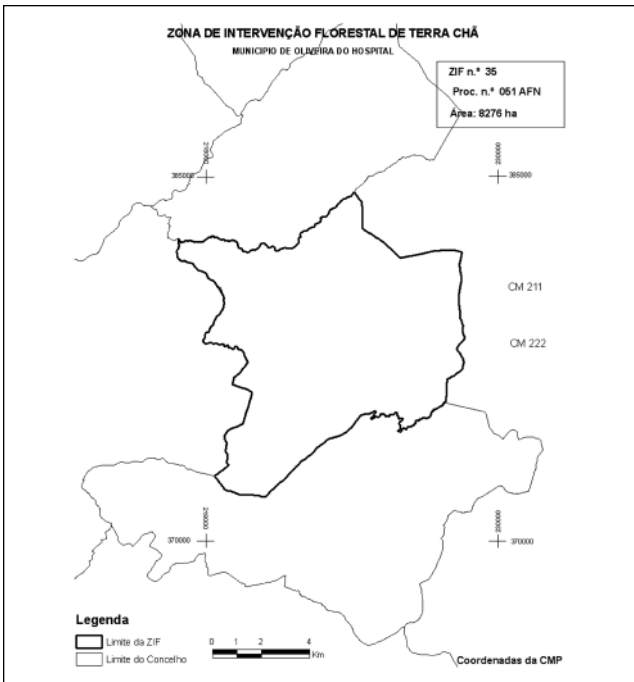 ZONA DE INTERVENÇÃO FLORESTAL DE TERRA CHÃ
MUNICIPIO DE OLIVEIRA DO HOSPITAL
ZIF n.º 35
Proc. n.º 051 AFN
Área: 8276 ha
385000
385000
CM 211
CM 222
370000
370000
Legenda
Limite da ZIF
Limite do Concelho
0 1 2 4
Km
Coordenadas da CMP